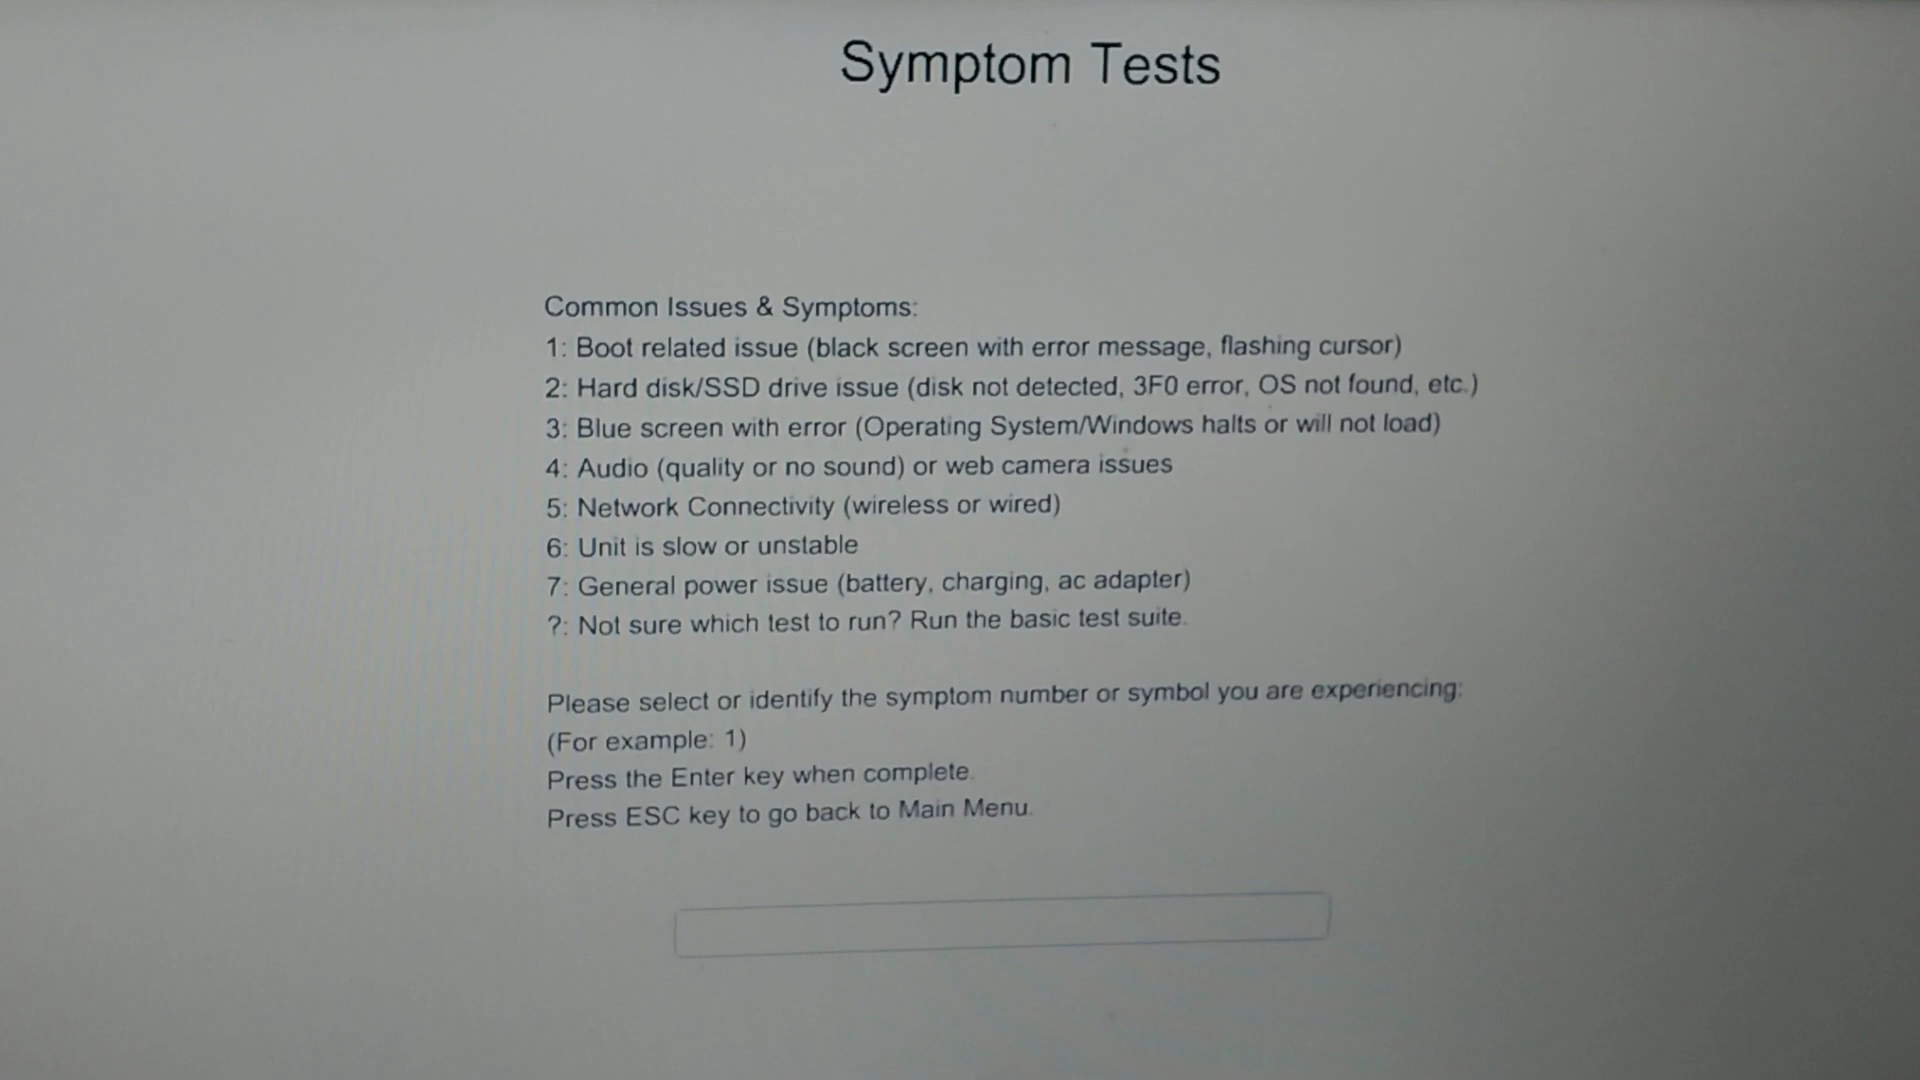 Symptom Tests
Common Issues & Symptoms:
1: Boot related issue (black screen with error message, flashing cursor)
2: Hard disk/SSD drive issue (disk not detected, 3F0 error, OS not found, etc.)
3: Blue screen with error (Operating System/Windows halts or will not load)
4: Audio (quality or no sound) or web camera issues
5: Network Connectivity (wireless or wired)
6: Unit is slow or unstable
7: General power issue (battery, charging, ac adapter)
?: Not sure which test to run? Run the basic test suite.
Please select or identify the symptom number or symbol you are experiencing:
(For example: 1)
Press the Enter key when complete.
Press ESC key to go back to Main Menu.